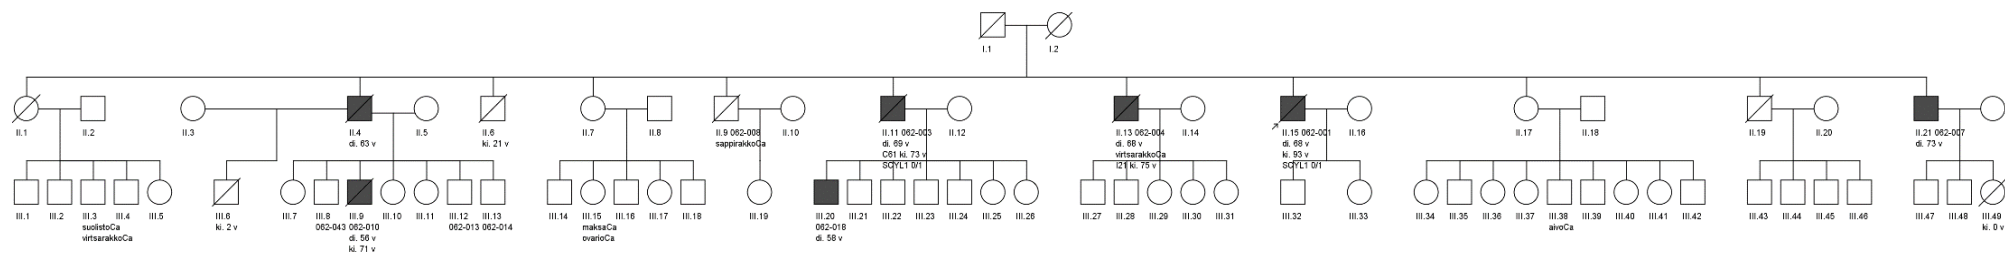 I.1 I.2
II.1 II.2 II.3 II.4 II.5 II.6 II.7 II.8 II.9 062-008 II.10 II.11 062-003 II.12 II.13 062-004 II.14 II.15 062-001 II.16 II.17 II.18 II.19 II.20 II.21 062-007
di. 63 v ki. 21 v sappirakkoCa di. 69 v di. 68 v di. 68 v di. 73 v
C61 ki. 73 v virtsarakkoCa ki. 93 v
SCYL1 0/1 I21 ki. 75 v SCYL1 0/1
III.1 III.2 III.3 III.4 III.5 III.6 III.7 III.8 III.9 III.10 III.11 III.12 III.13 III.14 III.15 III.16 III.17 III.18 III.19 III.20 III.21 III.22 III.23 III.24 III.25 III.26 III.27 III.28 III.29 III.30 III.31 III.32 III.33 III.34 III.35 III.36 III.37 III.38 III.39 III.40 III.41 III.42 III.43 III.44 III.45 III.46 III.47 III.48 III.49
suolistoCa ki. 2 v 062-043 062-010 062-013 062-014 maksaCa 062-018 aivoCa ki. 0 v
virtsarakkoCa di. 56 v ovarioCa di. 58 v
ki. 71 v